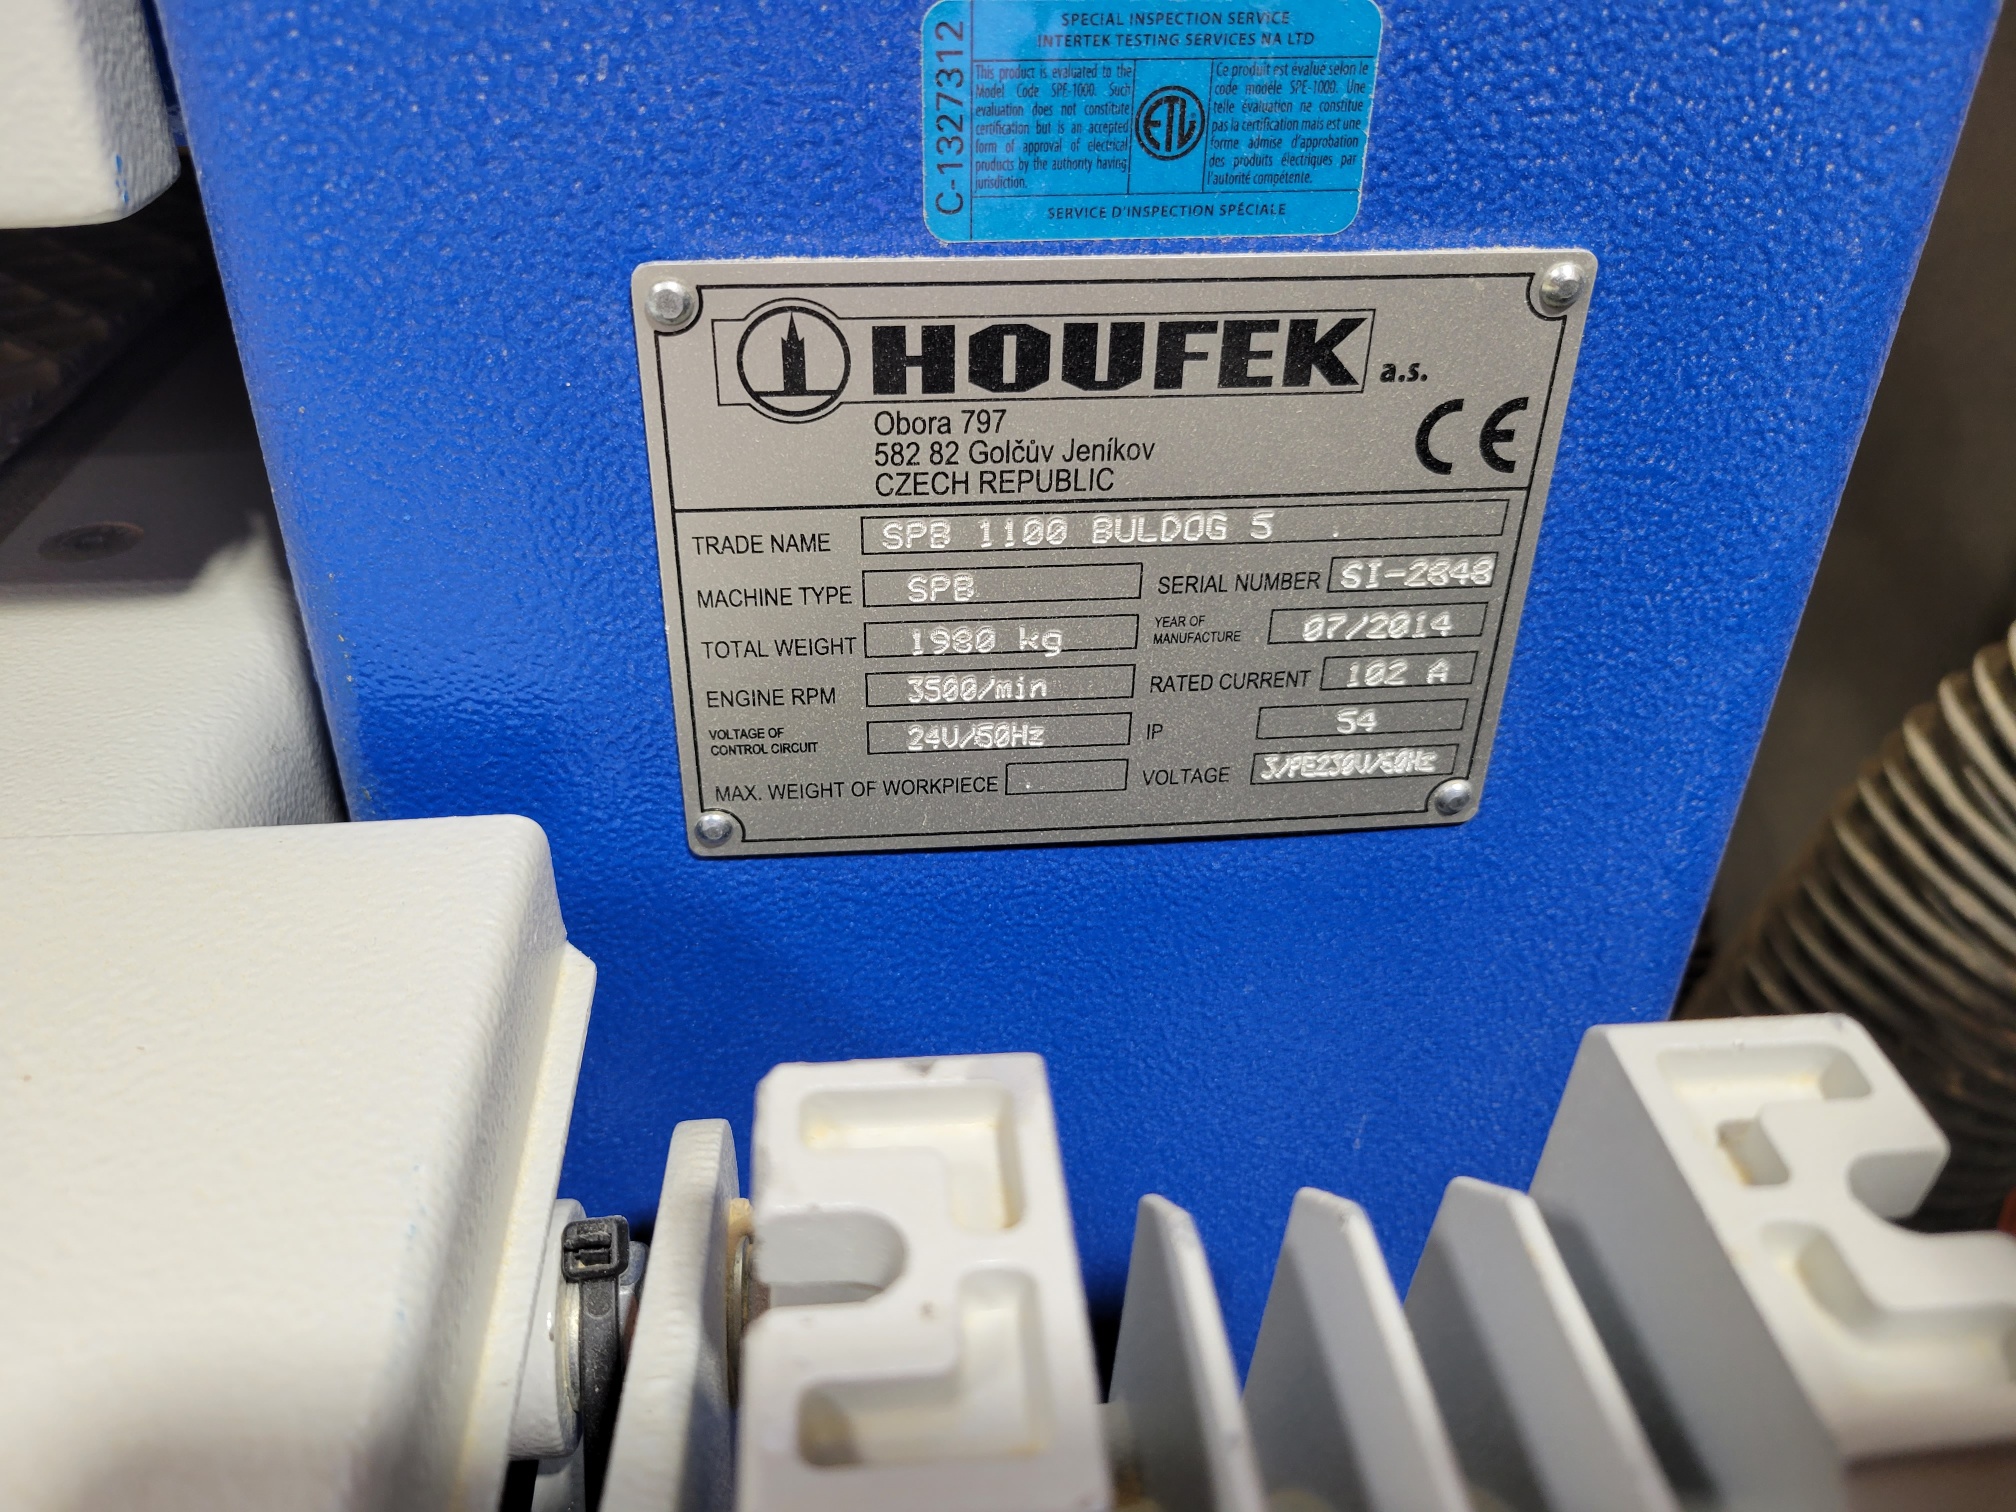 C-1327312
SPECIAL INSPECTION SERVICE
INTERTEK TESTING SERVICES NA LTD
This product is evaluated to the
Model Code SPE-1000. Such
evaluation does not constitute
certification but is an accepted
form of approval of electrical
products by the authority having
jurisdiction.
ETL
Ce produit est évalué selon le
code modèle SPE-1000. Une
telle évaluation ne constitue
pas la certification mais est une
forme admise d'approbation
des produits électriques par
l'autorité compétente.
SERVICE D'INSPECTION SPÉCIALE
HOUFEK a.s.
Obora 797
582 82 Golčův Jeníkov
CZECH REPUBLIC
CE
TRADE NAME SPB 1100 BULDOG 5
MACHINE TYPE SPB SERIAL NUMBER SI-2848
TOTAL WEIGHT 1980 kg YEAR OF
MANUFACTURE 07/2014
ENGINE RPM 3500/min RATED CURRENT 102 A
VOLTAGE OF
CONTROL CIRCUIT 24V/60Hz IP 54
MAX. WEIGHT OF WORKPIECE VOLTAGE 3/PE230V/60Hz